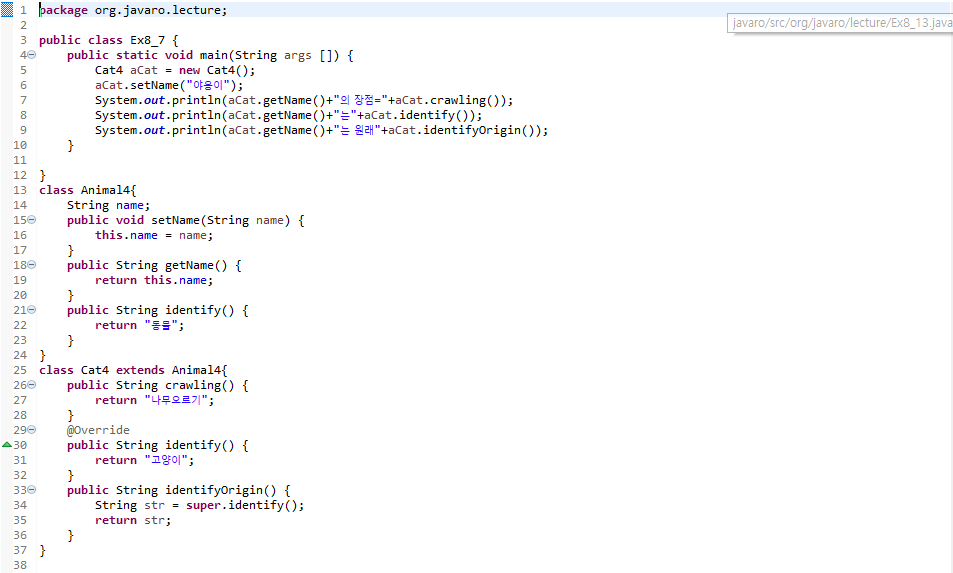 1 package org.javaro.lecture;
javaro/src/org/javaro/lecture/Ex8_13.java
2
3 public class Ex8_7 {
4 public static void main(String args []) {
5 Cat4 aCat = new Cat4();
6 aCat.setName("야옹이");
7 System.out.println(aCat.getName()+"의 장점="+aCat.crawling());
8 System.out.println(aCat.getName()+"는"+aCat.identify());
9 System.out.println(aCat.getName()+"는 원래"+aCat.identifyOrigin());
10 }
11
12 }
13 class Animal4{
14 String name;
15 public void setName(String name) {
16 this.name = name;
17 }
18 public String getName() {
19 return this.name;
20 }
21 public String identify() {
22 return "동물";
23 }
24 }
25 class Cat4 extends Animal4{
26 public String crawling() {
27 return "나무오르기";
28 }
29 @Override
30 public String identify() {
31 return "고양이";
32 }
33 public String identifyOrigin() {
34 String str = super.identify();
35 return str;
36 }
37 }
38